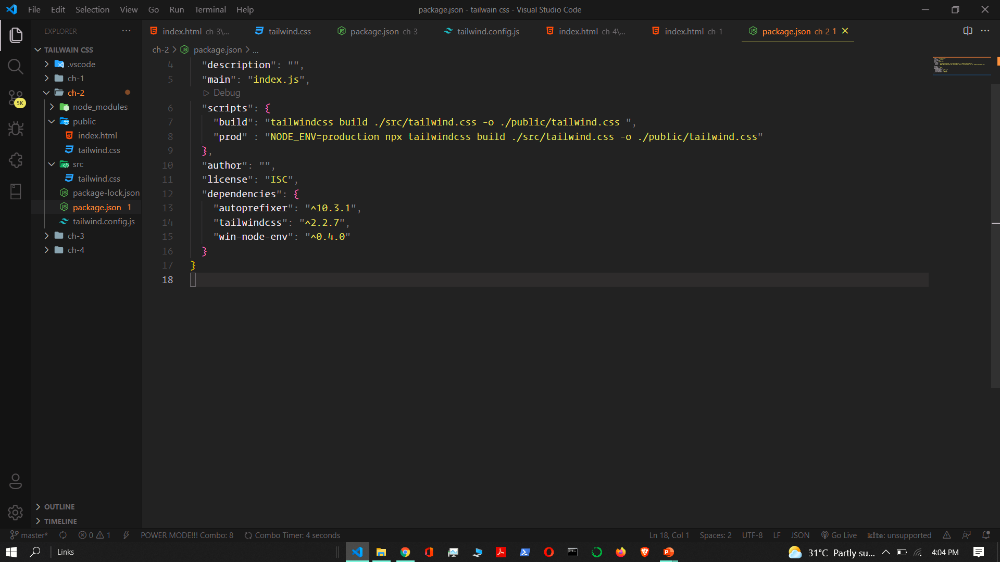 File Edit Selection View Go Run Terminal Help
package.json - tailwain css - Visual Studio Code
EXPLORER
index.html ch-3\...
tailwind.css
package.json ch-3
tailwind.config.js
index.html ch-4\...
index.html ch-1
package.json ch-2 1
TAILWAIN CSS
.vscode
ch-1
ch-2
node_modules
public
index.html
tailwind.css
src
tailwind.css
package-lock.json
package.json 1
tailwind.config.js
ch-3
ch-4
5K
OUTLINE
TIMELINE
ch-2 > package.json > ...
4 "description": "",
5 "main": "index.js",
Debug
6 "scripts": {
7 "build": "tailwindcss build ./src/tailwind.css -o ./public/tailwind.css ",
8 "prod" : "NODE_ENV=production npx tailwindcss build ./src/tailwind.css -o ./public/tailwind.css"
9 },
10 "author": "",
11 "license": "ISC",
12 "dependencies": {
13 "autoprefixer": "^10.3.1",
14 "tailwindcss": "^2.2.7",
15 "win-node-env": "^0.4.0"
16 }
17 }
18
master* 0 1 POWER MODE!!! Combo: 8 Combo Timer: 4 seconds
Ln 18, Col 1 Spaces: 2 UTF-8 LF JSON Go Live kite: unsupported
Links
31°C Partly su... 4:04 PM